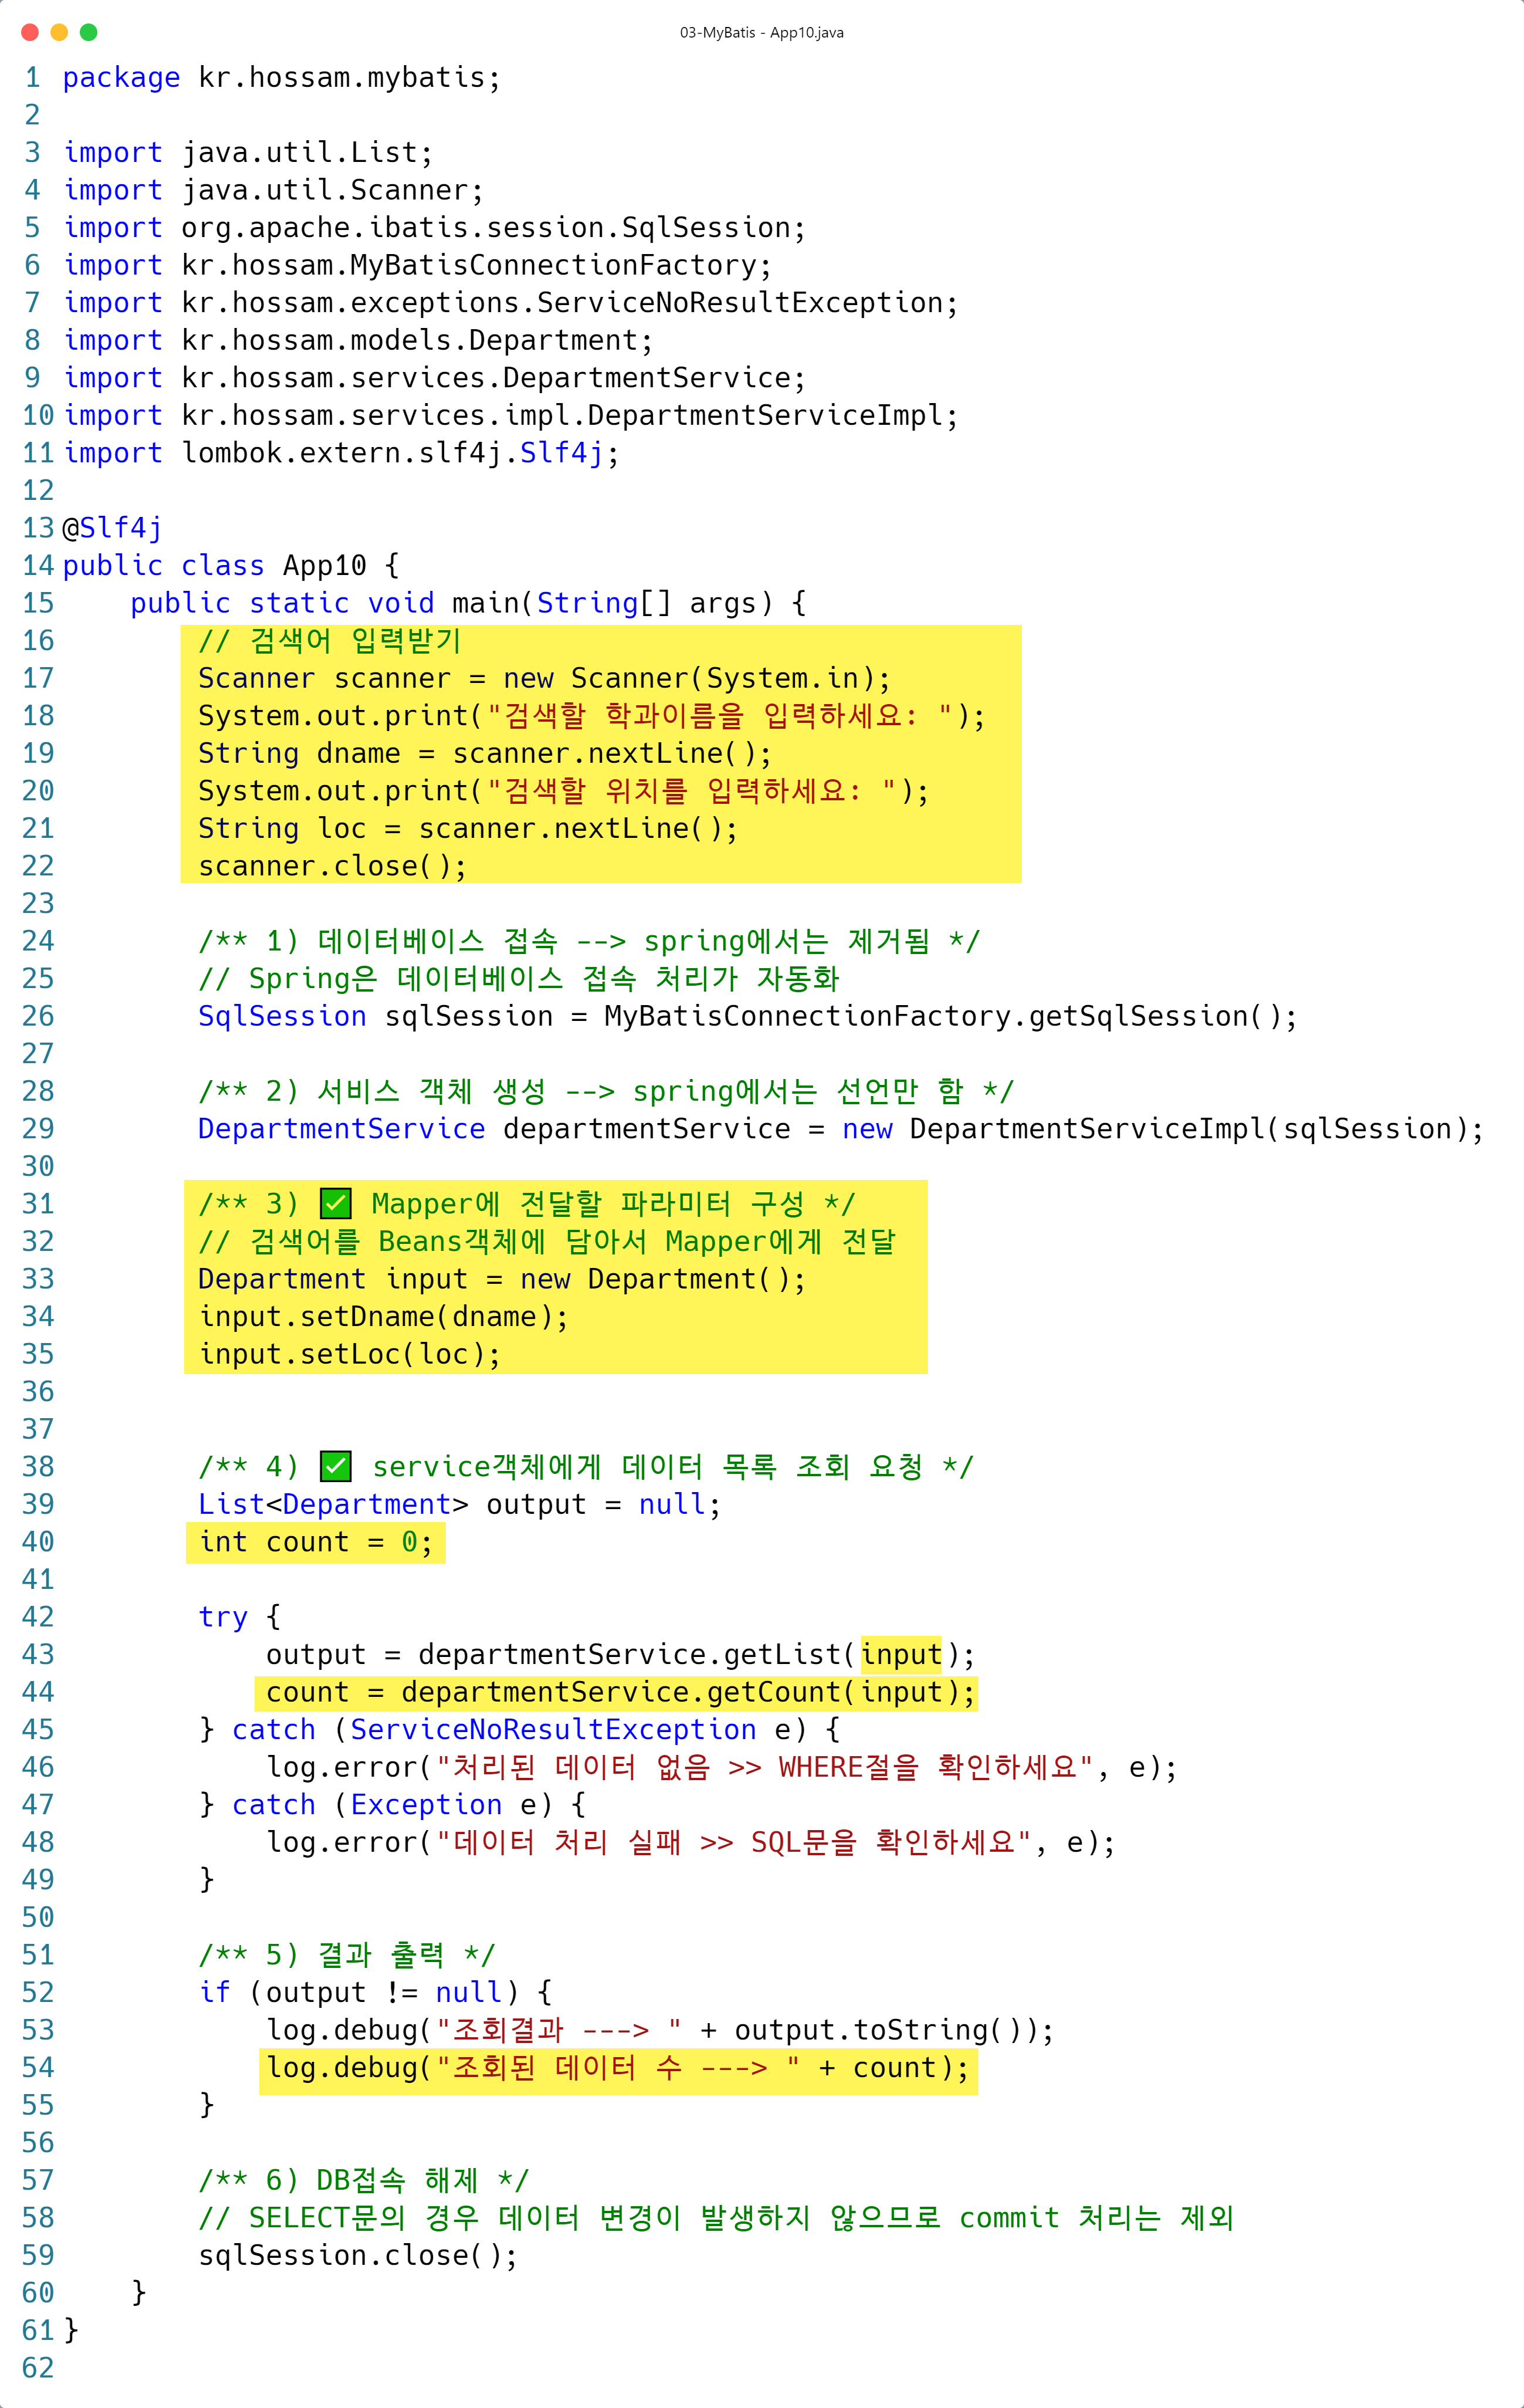 03-MyBatis - App10.java
1 package kr.hossam.mybatis;
2
3 import java.util.List;
4 import java.util.Scanner;
5 import org.apache.ibatis.session.SqlSession;
6 import kr.hossam.MyBatisConnectionFactory;
7 import kr.hossam.exceptions.ServiceNoResultException;
8 import kr.hossam.models.Department;
9 import kr.hossam.services.DepartmentService;
10 import kr.hossam.services.impl.DepartmentServiceImpl;
11 import lombok.extern.slf4j.Slf4j;
12
13 @Slf4j
14 public class App10 {
15     public static void main(String[] args) {
16         // 검색어 입력받기
17         Scanner scanner = new Scanner(System.in);
18         System.out.print("검색할 학과이름을 입력하세요: ");
19         String dname = scanner.nextLine();
20         System.out.print("검색할 위치를 입력하세요: ");
21         String loc = scanner.nextLine();
22         scanner.close();
23
24         /** 1) 데이터베이스 접속 --> spring에서는 제거됨 */
25         // Spring은 데이터베이스 접속 처리가 자동화
26         SqlSession sqlSession = MyBatisConnectionFactory.getSqlSession();
27
28         /** 2) 서비스 객체 생성 --> spring에서는 선언만 함 */
29         DepartmentService departmentService = new DepartmentServiceImpl(sqlSession);
30
31         /** 3) ✅ Mapper에 전달할 파라미터 구성 */
32         // 검색어를 Beans객체에 담아서 Mapper에게 전달
33         Department input = new Department();
34         input.setDname(dname);
35         input.setLoc(loc);
36
37
38         /** 4) ✅ service객체에게 데이터 목록 조회 요청 */
39         List<Department> output = null;
40         int count = 0;
41
42         try {
43             output = departmentService.getList(input);
44             count = departmentService.getCount(input);
45         } catch (ServiceNoResultException e) {
46             log.error("처리된 데이터 없음 >> WHERE절을 확인하세요", e);
47         } catch (Exception e) {
48             log.error("데이터 처리 실패 >> SQL문을 확인하세요", e);
49         }
50
51         /** 5) 결과 출력 */
52         if (output != null) {
53             log.debug("조회결과 ---> " + output.toString());
54             log.debug("조회된 데이터 수 ---> " + count);
55         }
56
57         /** 6) DB접속 해제 */
58         // SELECT문의 경우 데이터 변경이 발생하지 않으므로 commit 처리는 제외
59         sqlSession.close();
60     }
61 }
62